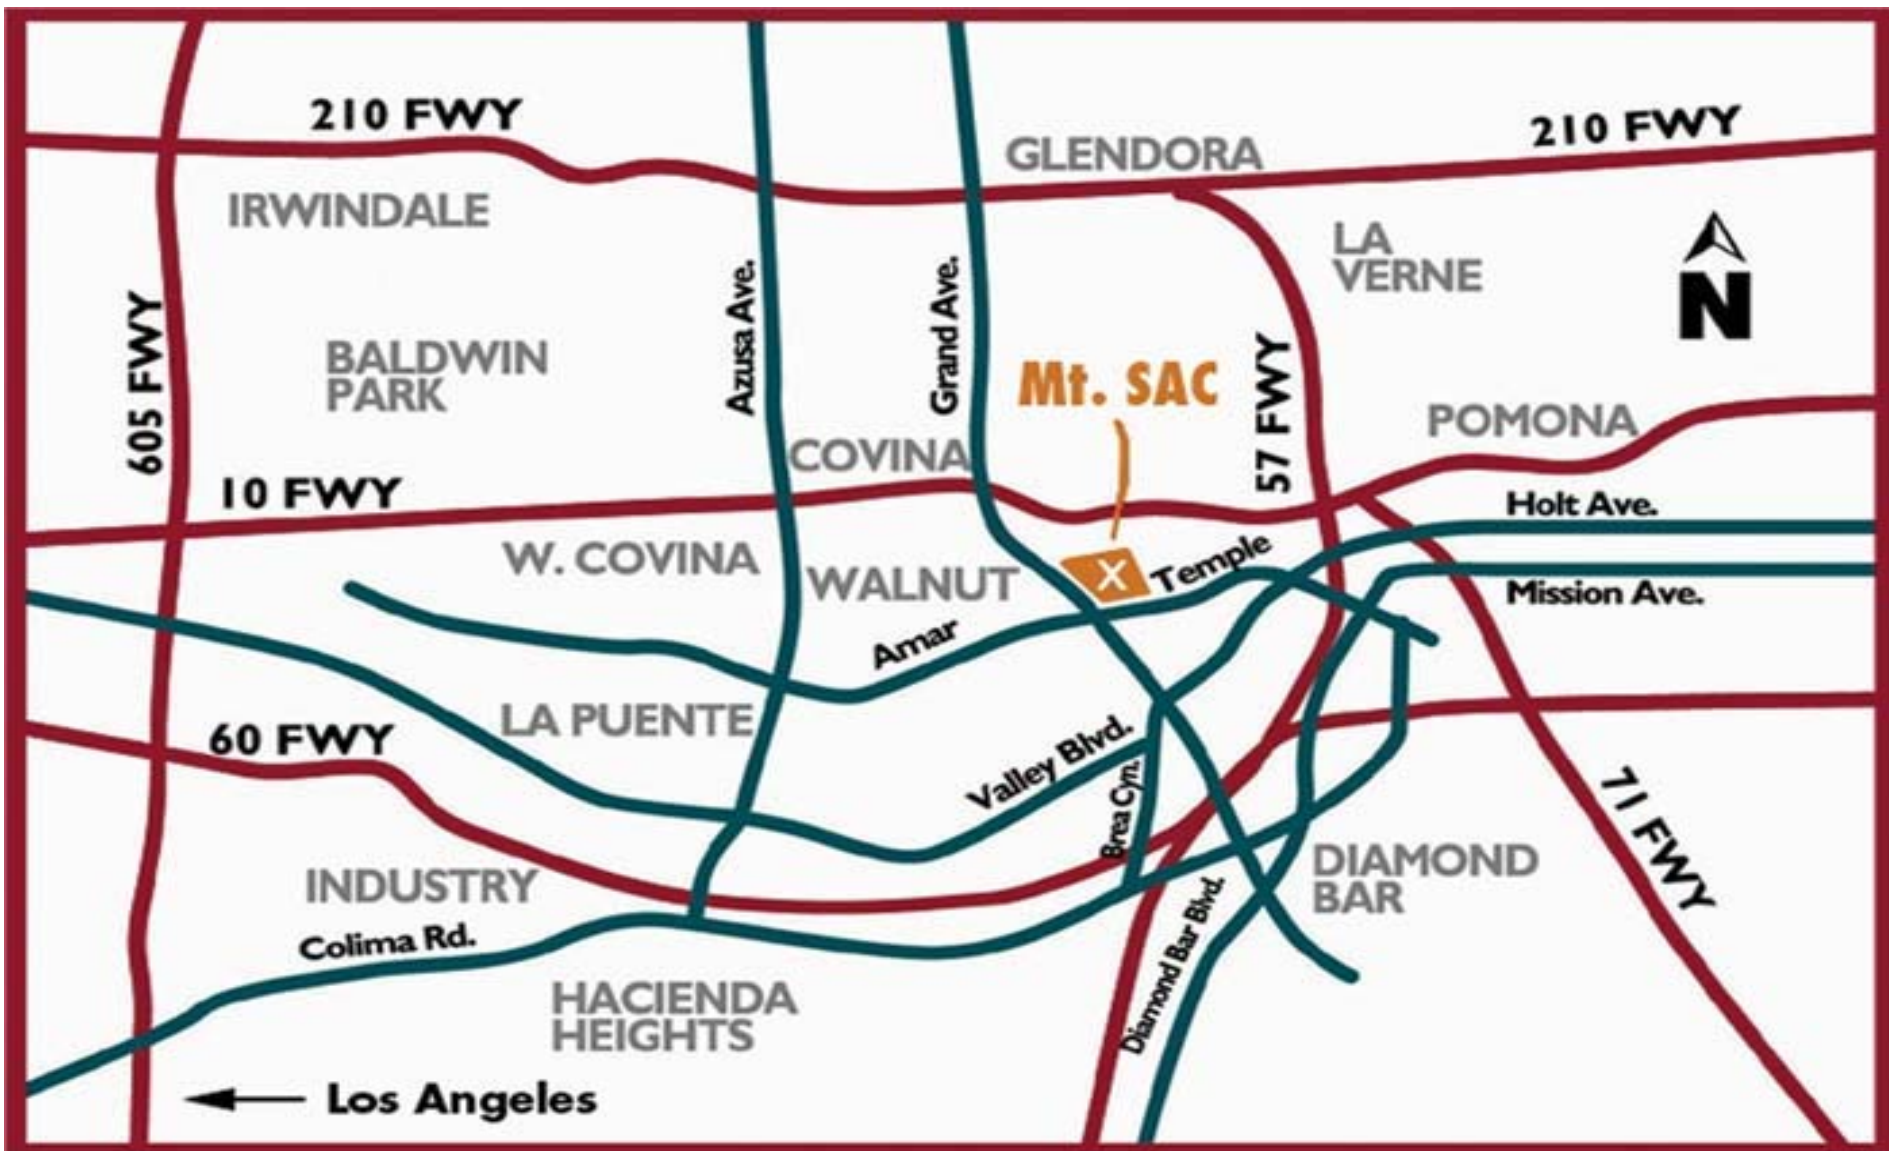 210 FWY
210 FWY
GLENDORA
IRWINDALE
LA
VERNE
N
605 FWY
Azusa Ave.
Grand Ave.
BALDWIN
PARK
Mt. SAC
57 FWY
POMONA
COVINA
10 FWY
Holt Ave.
W. COVINA
WALNUT
X
Temple
Mission Ave.
Amar
LA PUENTE
60 FWY
Valley Blvd.
Brea Cyn.
71 FWY
INDUSTRY
DIAMOND
BAR
Colima Rd.
Diamond Bar Blvd.
HACIENDA
HEIGHTS
Los Angeles